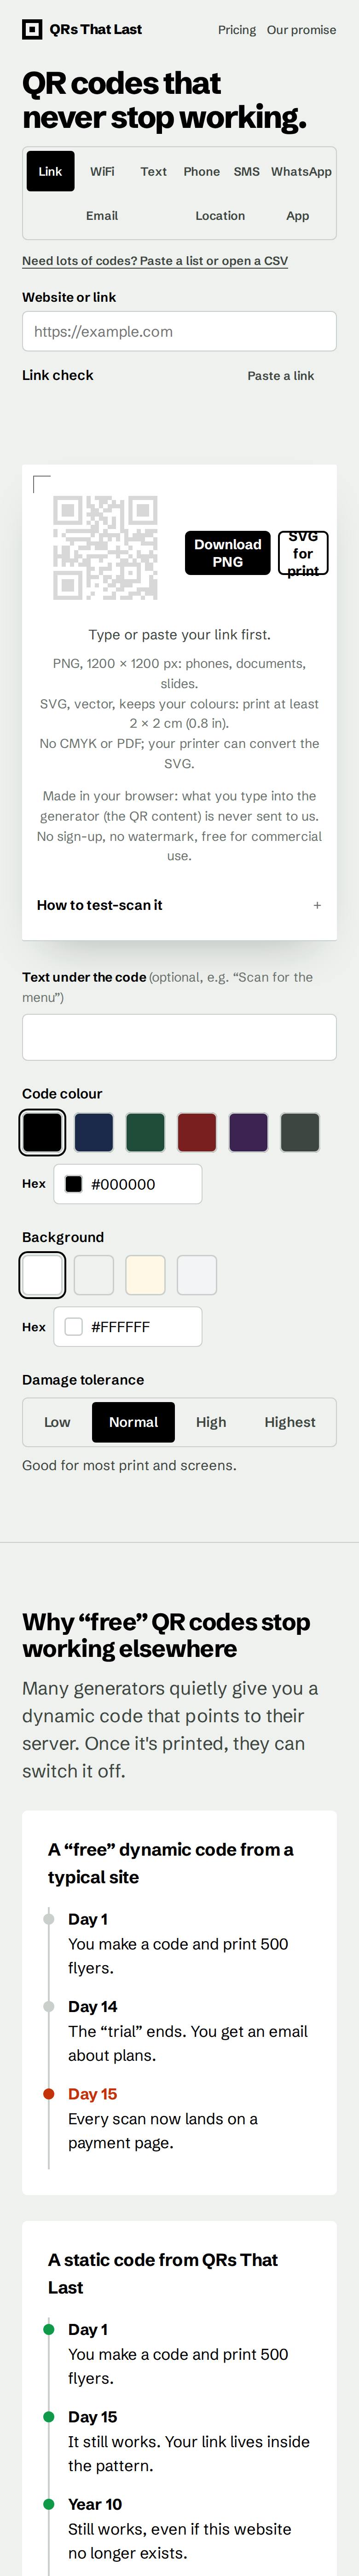 QRs That Last
Pricing
Our promise
QR codes that
never stop working.
Link
WiFi
Text
Phone
SMS
WhatsApp
Email
Location
App
Need lots of codes? Paste a list or open a CSV
Website or link
https://example.com
Link check
Paste a link
Download
PNG
SVG
for
print
Type or paste your link first.
PNG, 1200 × 1200 px: phones, documents,
slides.
SVG, vector, keeps your colours: print at least
2 × 2 cm (0.8 in).
No CMYK or PDF; your printer can convert the
SVG.
Made in your browser: what you type into the
generator (the QR content) is never sent to us.
No sign-up, no watermark, free for commercial
use.
How to test-scan it +
Text under the code (optional, e.g. “Scan for the
menu”)
Code colour
Hex #000000
Background
Hex #FFFFFF
Damage tolerance
Low
Normal
High
Highest
Good for most print and screens.
Why “free” QR codes stop
working elsewhere
Many generators quietly give you a
dynamic code that points to their
server. Once it's printed, they can
switch it off.
A “free” dynamic code from a
typical site
Day 1
You make a code and print 500
flyers.
Day 14
The “trial” ends. You get an email
about plans.
Day 15
Every scan now lands on a
payment page.
A static code from QRs That
Last
Day 1
You make a code and print 500
flyers.
Day 15
It still works. Your link lives inside
the pattern.
Year 10
Still works, even if this website
no longer exists.